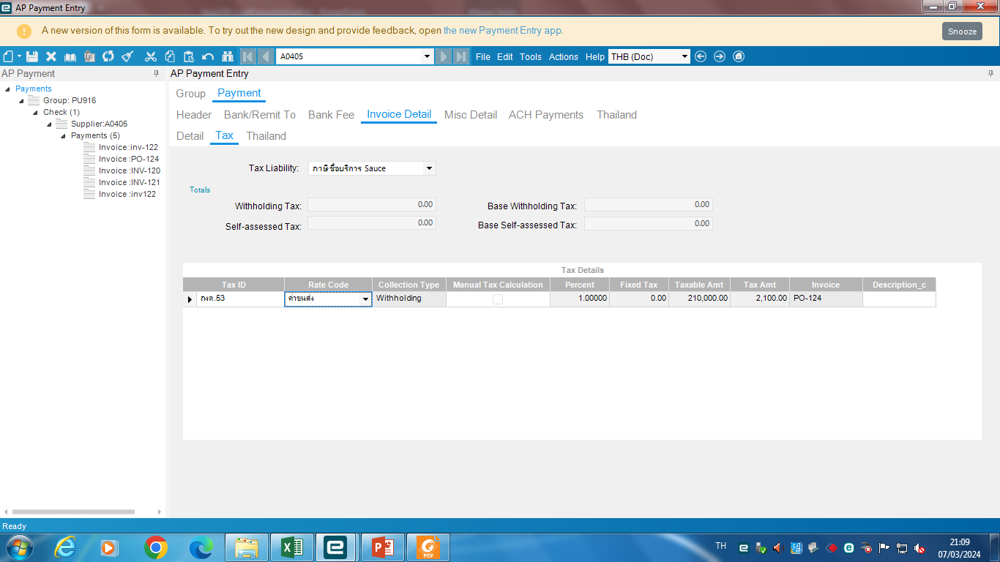 AP Payment Entry
A new version of this form is available. To try out the new design and provide feedback, open the new Payment Entry app.
Snooze
A0405
File Edit Tools Actions Help THB (Doc)
AP Payment
AP Payment Entry
Payments
Group: PU916
Check (1)
Supplier:A0405
Payments (5)
Invoice :inv-122
Invoice :PO-124
Invoice :INV-120
Invoice :INV-121
Invoice :inv122
Group Payment
Header Bank/Remit To Bank Fee Invoice Detail Misc Detail ACH Payments Thailand
Detail Tax Thailand
Tax Liability: ภาษีซื้อบริการ Sauce
Totals
Withholding Tax: 0.00 Base Withholding Tax: 0.00
Self-assessed Tax: 0.00 Base Self-assessed Tax: 0.00
Tax Details
Tax ID Rate Code Collection Type Manual Tax Calculation Percent Fixed Tax Taxable Amt Tax Amt Invoice Description_c
ภงด.53 ค่าขนส่ง Withholding 1.00000 0.00 210,000.00 2,100.00 PO-124
Ready
TH
21:09
07/03/2024
PDF